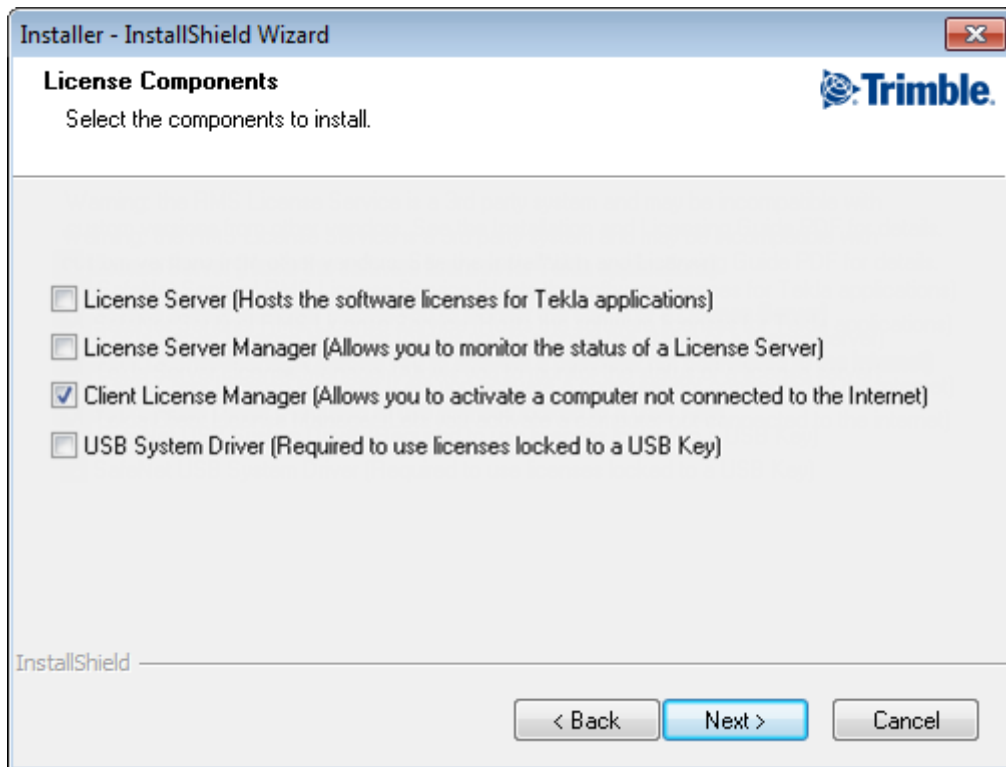 Installer - InstallShield Wizard
License Components
Select the components to install.
Trimble.
License Server (Hosts the software licenses for Tekla applications)
License Server Manager (Allows you to monitor the status of a License Server)
Client License Manager (Allows you to activate a computer not connected to the Internet)
USB System Driver (Required to use licenses locked to a USB Key)
InstallShield
< Back
Next >
Cancel